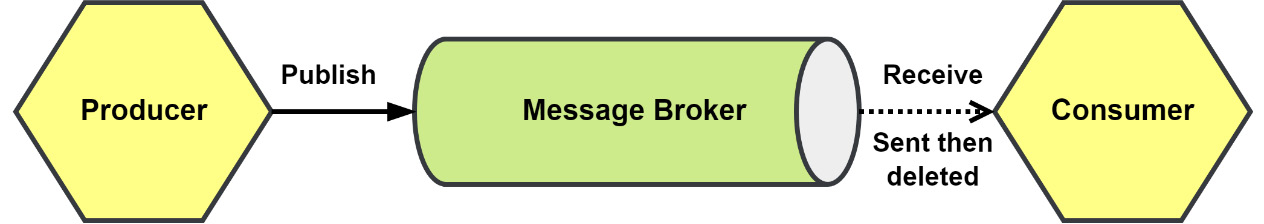 Producer
Publish
Message Broker
Receive
Sent then
deleted
Consumer